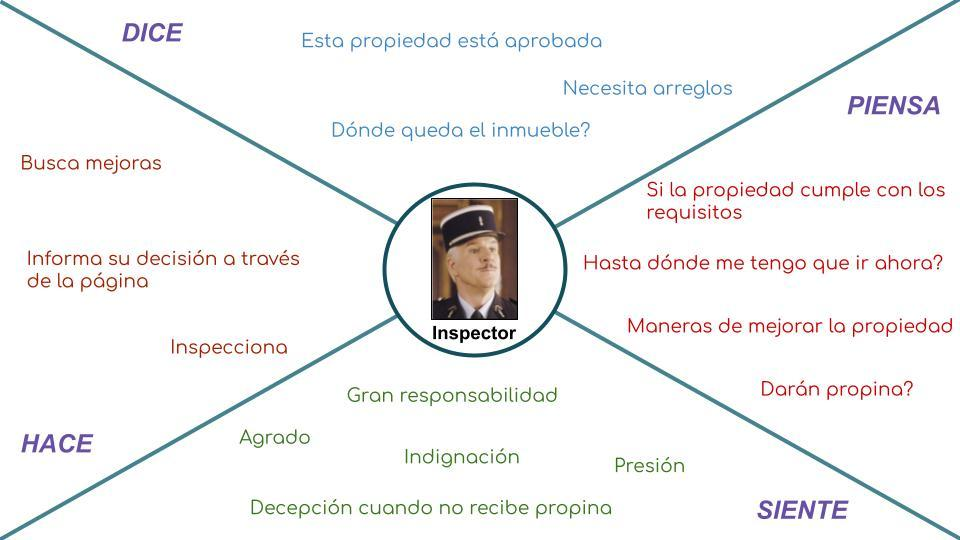 DICE
Esta propiedad está aprobada
Necesita arreglos
Dónde queda el inmueble?
PIENSA
Si la propiedad cumple con los
requisitos
Hasta dónde me tengo que ir ahora?
Maneras de mejorar la propiedad
Darán propina?
Busca mejoras
Informa su decisión a través
de la página
Inspecciona
HACE
Inspector
Gran responsabilidad
Agrado
Indignación
Presión
Decepción cuando no recibe propina
SIENTE